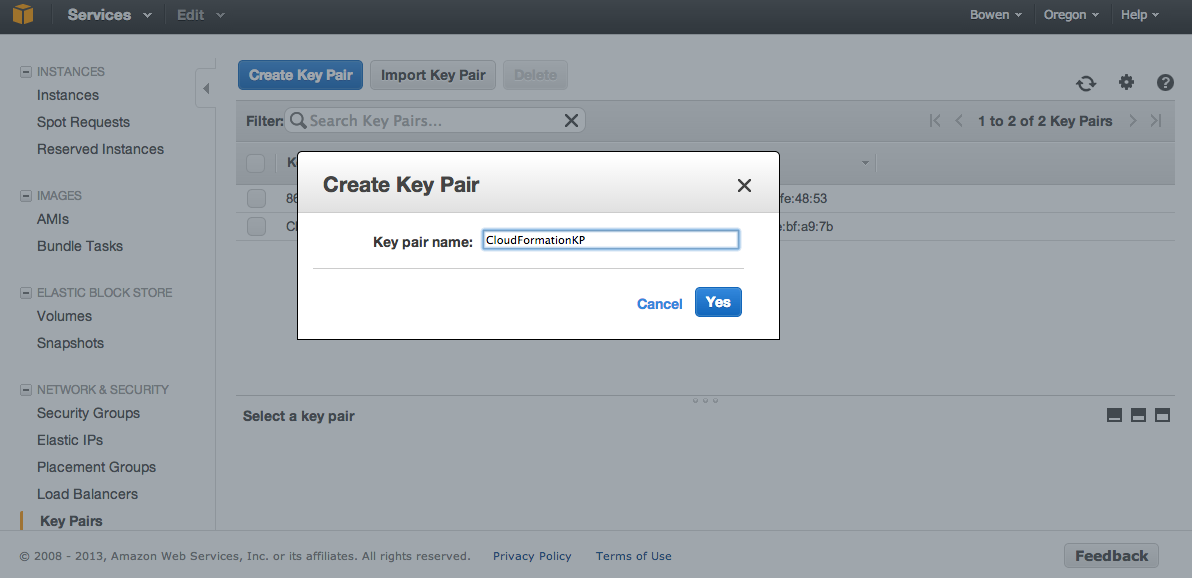 Services Edit Bowen Oregon Help
INSTANCES
Instances
Spot Requests
Reserved Instances
IMAGES
AMIs
Bundle Tasks
ELASTIC BLOCK STORE
Volumes
Snapshots
NETWORK & SECURITY
Security Groups
Elastic IPs
Placement Groups
Load Balancers
Key Pairs
Create Key Pair Import Key Pair Delete
Filter: Search Key Pairs... 1 to 2 of 2 Key Pairs
fe:48:53
:bf:a9:7b
Create Key Pair
Key pair name: CloudFormationKP
Cancel Yes
Select a key pair
© 2008 - 2013, Amazon Web Services, Inc. or its affiliates. All rights reserved. Privacy Policy Terms of Use Feedback